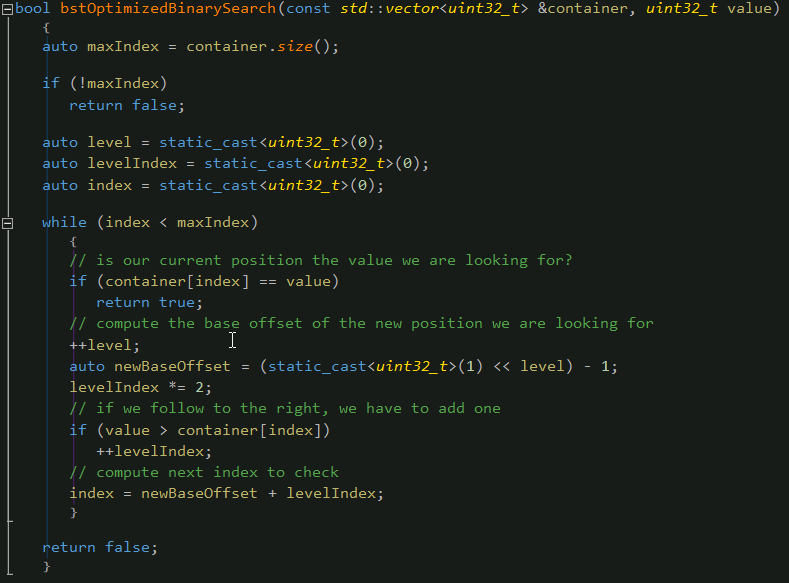 bool bstOptimizedBinarySearch(const std::vector<uint32_t> &container, uint32_t value)
{
auto maxIndex = container.size();
if (!maxIndex)
return false;
auto level = static_cast<uint32_t>(0);
auto levelIndex = static_cast<uint32_t>(0);
auto index = static_cast<uint32_t>(0);
while (index < maxIndex)
{
// is our current position the value we are looking for?
if (container[index] == value)
return true;
// compute the base offset of the new position we are looking for
++level;
auto newBaseOffset = (static_cast<uint32_t>(1) << level) - 1;
levelIndex *= 2;
// if we follow to the right, we have to add one
if (value > container[index])
++levelIndex;
// compute next index to check
index = newBaseOffset + levelIndex;
}
return false;
}